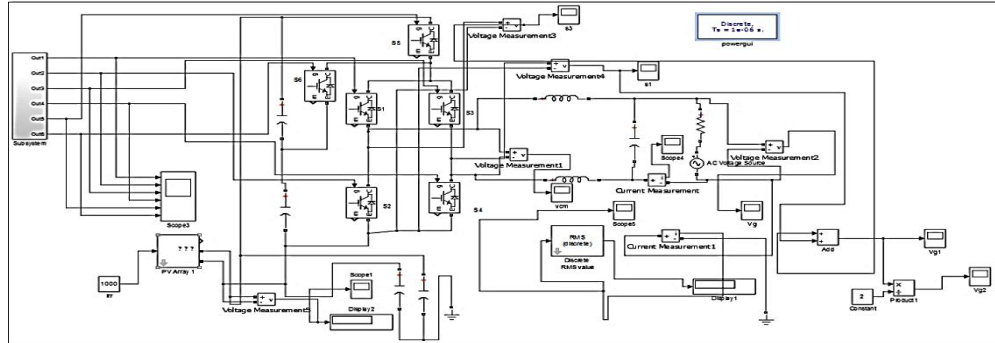 Discrete,
Ts = 1e-06 s.
powergui
s3
Voltage Measurement3
S5
Out1
Out2
Out3
Out4
Out5
Out6
Subsystem
S6
S1
S3
Voltage Measurement4
s1
Scope4
Voltage Measurement1
AC Voltage Source
Voltage Measurement2
vcm
Current Measurement
S2
S4
Scope3
Scope5
Vg
RMS
(discrete)
Discrete
RMS value
Current Measurement1
Add
Vg1
? ? ?
PV Array 1
1000
Scope1
Display1
2
Constant
Product1
Vg2
Voltage Measurement5
Display2